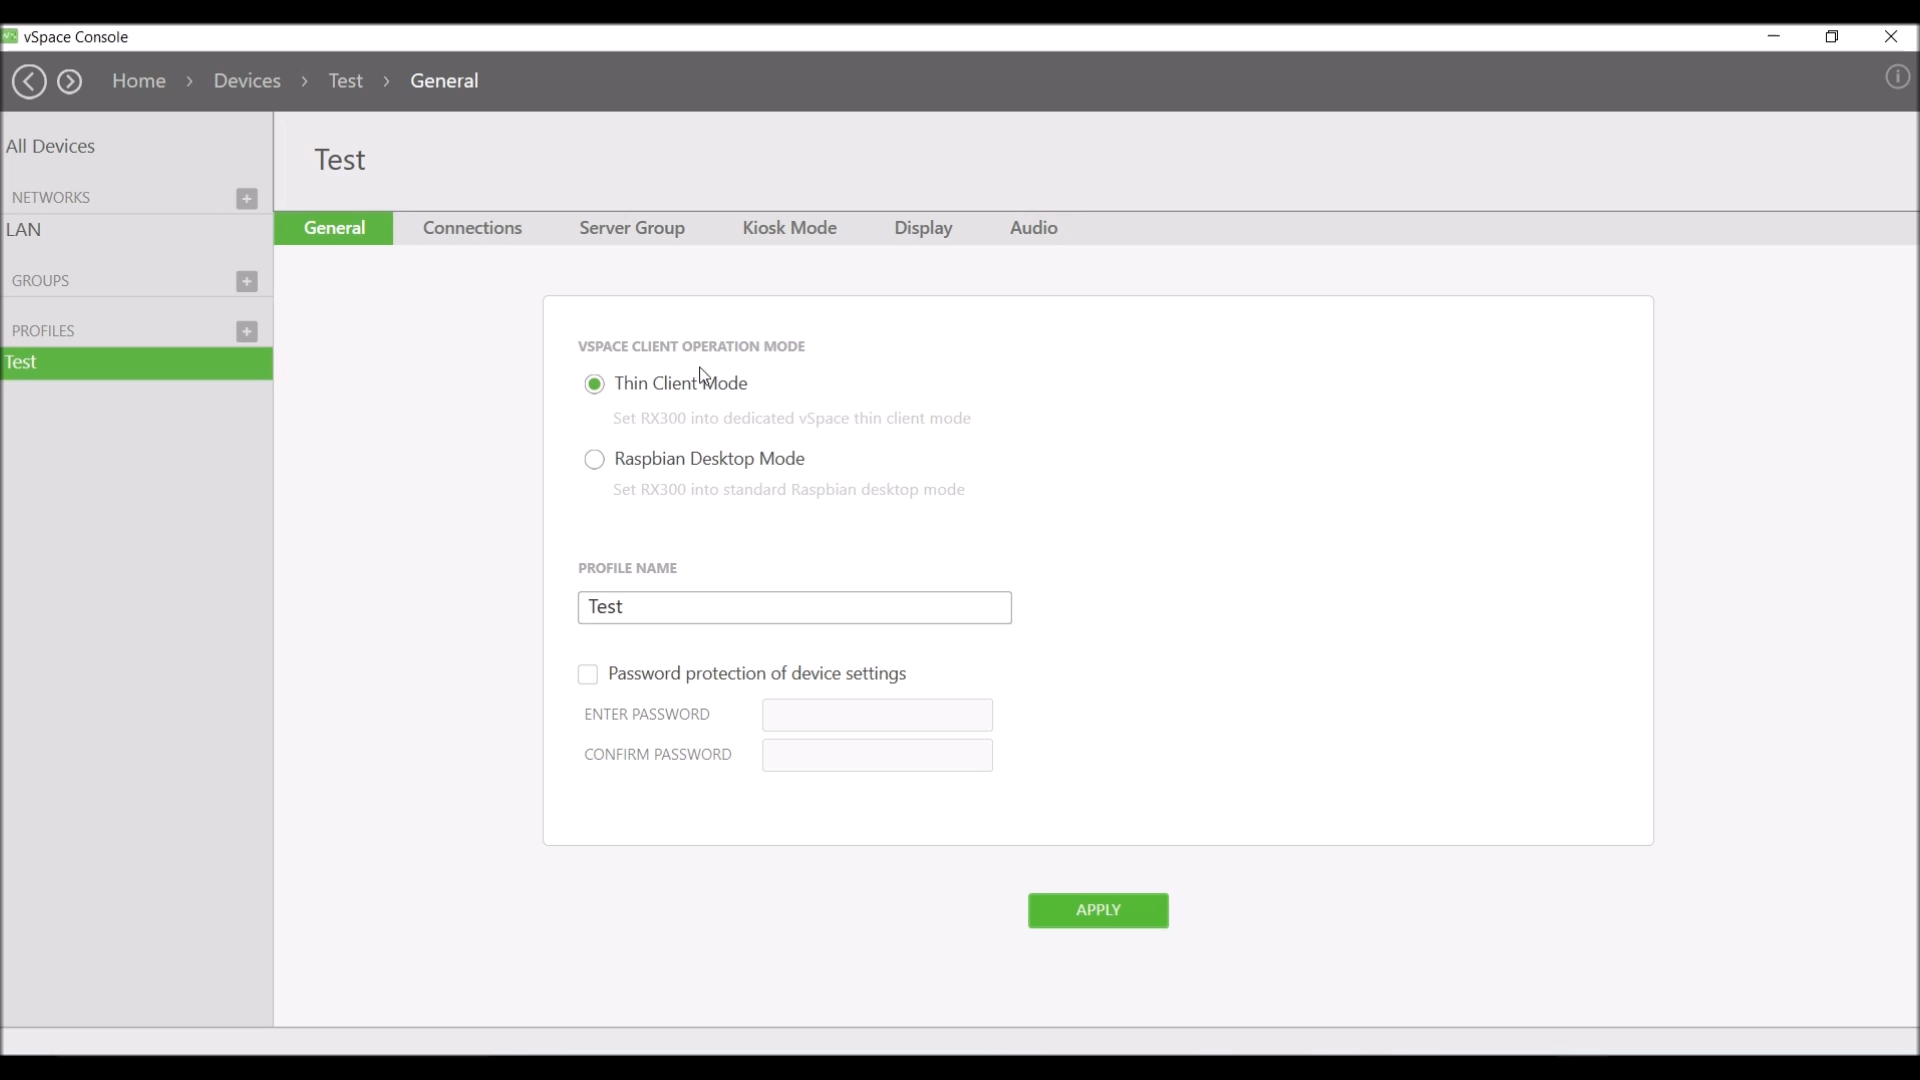 vSpace Console
Home > Devices > Test > General
All Devices
NETWORKS +
LAN
GROUPS +
PROFILES +
Test
Test
General Connections Server Group Kiosk Mode Display Audio
VSPACE CLIENT OPERATION MODE
Thin Client Mode
Set RX300 into dedicated vSpace thin client mode
Raspbian Desktop Mode
Set RX300 into standard Raspbian desktop mode
PROFILE NAME
Test
Password protection of device settings
ENTER PASSWORD
CONFIRM PASSWORD
APPLY